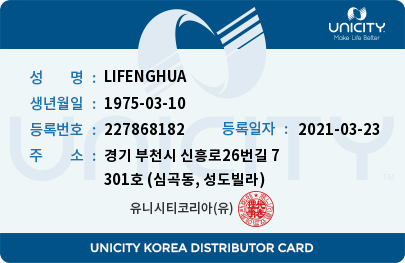 UNICITY
Make Life Better
성 명 : LIFENGHUA
생년월일 : 1975-03-10
등록번호 : 227868182 등록일자 : 2021-03-23
주 소 : 경기 부천시 신흥로26번길 7
301호 (심곡동, 성도빌라)
유니시티코리아(유)
UNICITY
UNICITY KOREA DISTRIBUTOR CARD